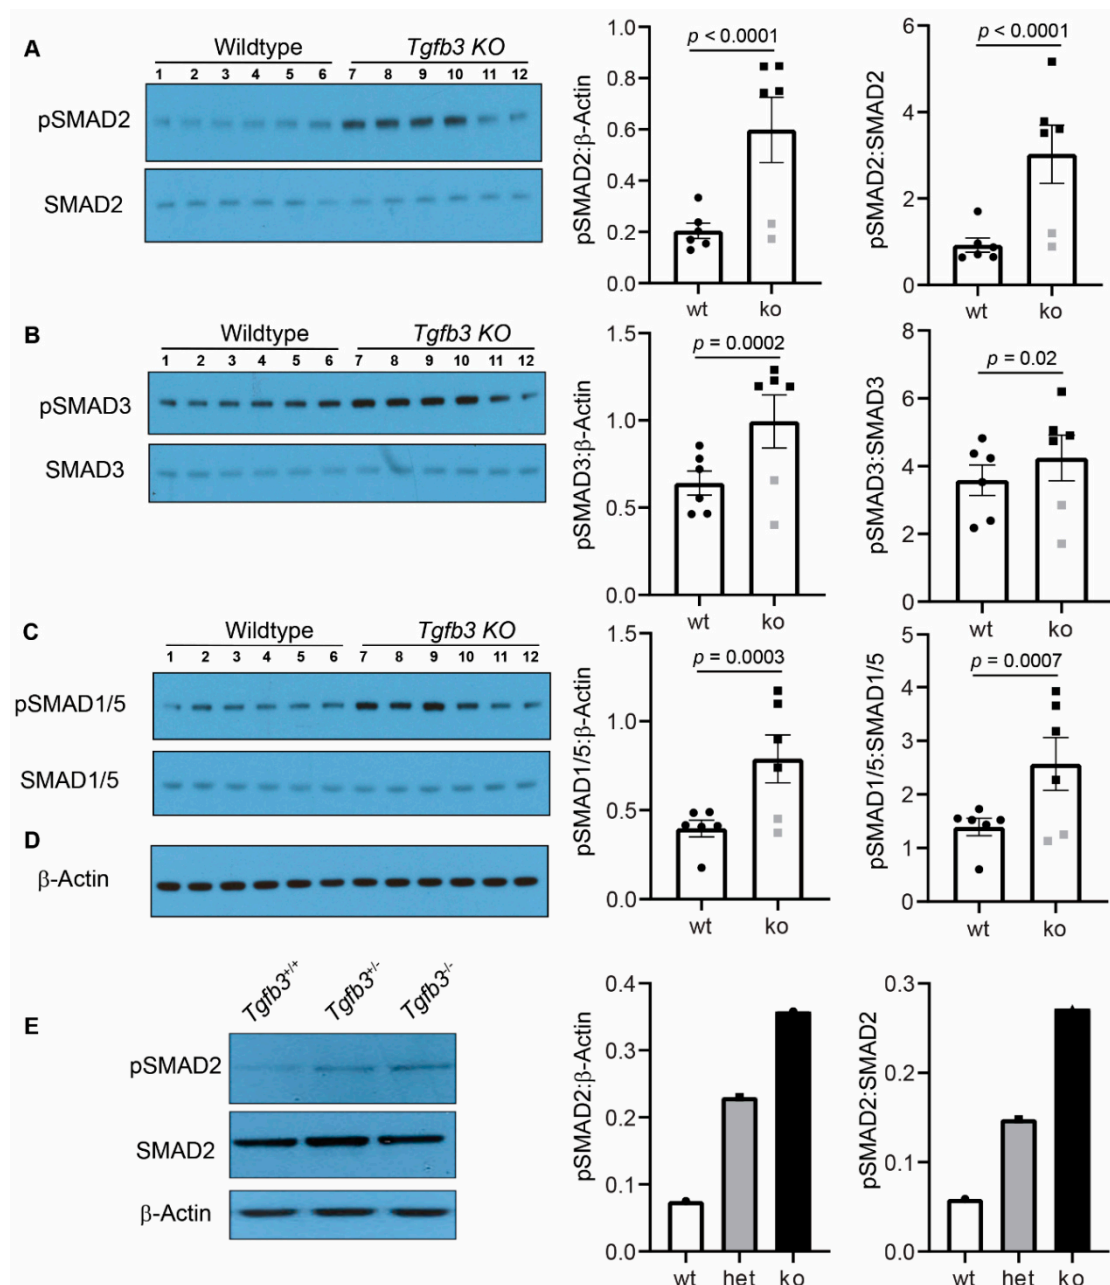 A
Wildtype
Tgfb3 KO
1 2 3 4 5 6 7 8 9 10 11 12
pSMAD2
SMAD2
pSMAD2:β-Actin
1.0
0.8
0.6
0.4
0.2
0.0
p < 0.0001
wt ko
pSMAD2:SMAD2
6
4
2
0
p < 0.0001
wt ko
B
Wildtype
Tgfb3 KO
1 2 3 4 5 6 7 8 9 10 11 12
pSMAD3
SMAD3
pSMAD3:β-Actin
1.5
1.0
0.5
0.0
p = 0.0002
wt ko
pSMAD3:SMAD3
8
6
4
2
0
p = 0.02
wt ko
C
Wildtype
Tgfb3 KO
1 2 3 4 5 6 7 8 9 10 11 12
pSMAD1/5
SMAD1/5
D
β-Actin
pSMAD1/5:β-Actin
1.5
1.0
0.5
0.0
p = 0.0003
wt ko
pSMAD1/5:SMAD1/5
5
4
3
2
1
0
p = 0.0007
wt ko
E
Tgfb3+/+
Tgfb3+/-
Tgfb3-/-
pSMAD2
SMAD2
β-Actin
pSMAD2:β-Actin
0.4
0.3
0.2
0.1
0.0
wt het ko
pSMAD2:SMAD2
0.3
0.2
0.1
0.0
wt het ko